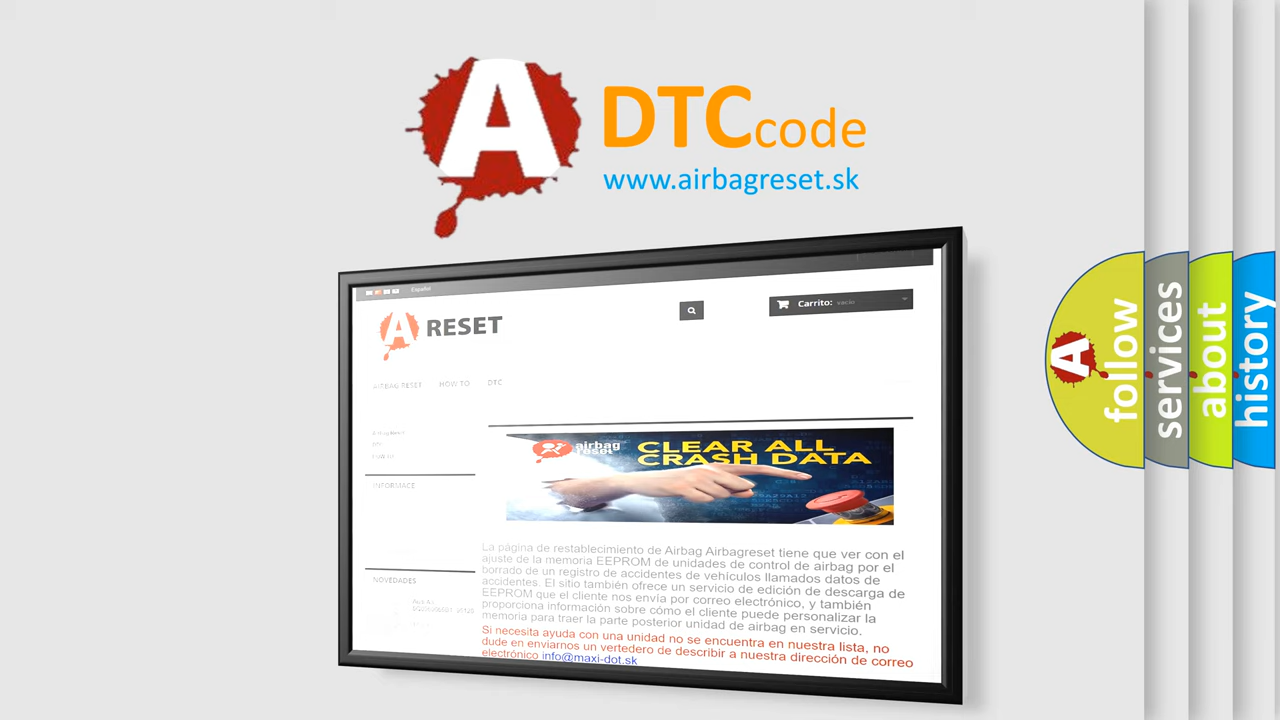 A DTCcode
www.airbagreset.sk
Español
A RESET
Carrito: vacío
AIRBAG RESET HOW TO DTC
INFORMACE
airbag
reset
CLEAR ALL
CRASH DATA
NOVEDADES
La página de restablecimiento de Airbag Airbagreset tiene que ver con el
ajuste de la memoria EEPROM de unidades de control de airbag por el
borrado de un registro de accidentes de vehículos llamados datos de
accidentes. El sitio también ofrece un servicio de edición de descarga de
EEPROM que el cliente nos envía por correo electrónico, y también
proporciona información sobre cómo el cliente puede personalizar la
memoria para traer la parte posterior unidad de airbag en servicio.
Si necesita ayuda con una unidad no se encuentra en nuestra lista, no
dude en enviarnos un vertedero de describir a nuestra dirección de correo
electrónico info@maxi-dot.sk
A
follow
services
about
history